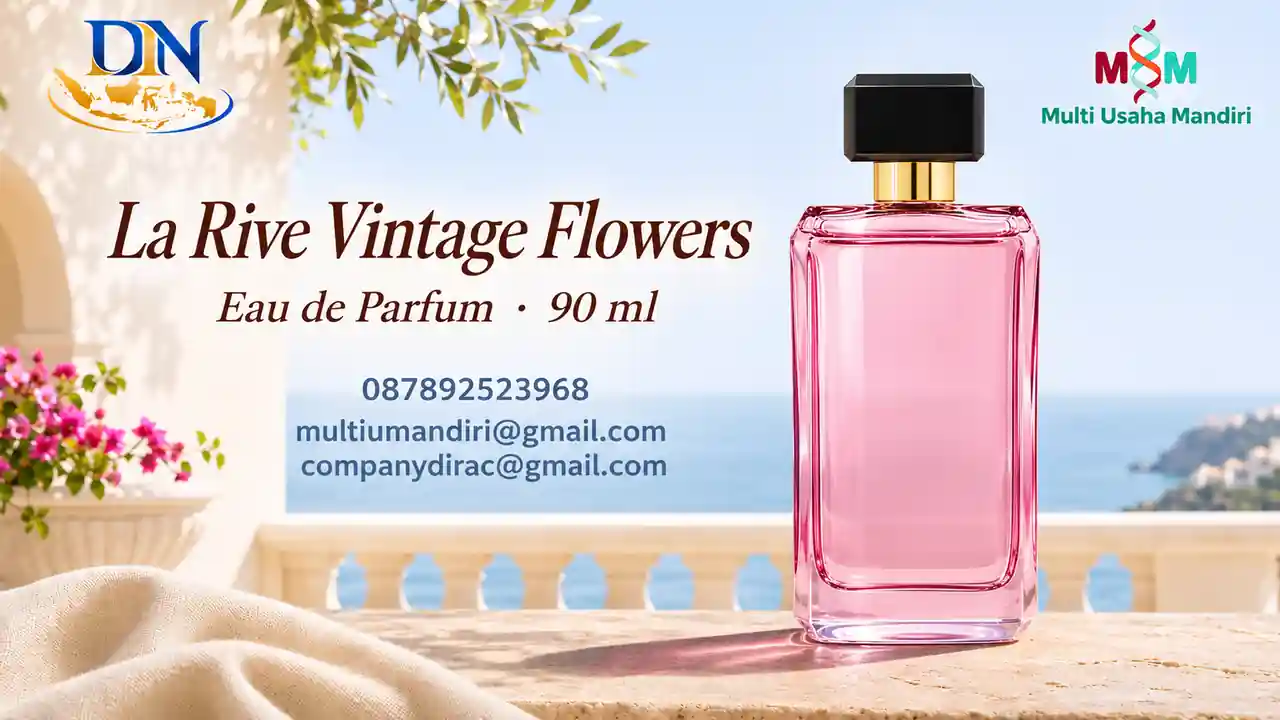 DN
M M
Multi Usaha Mandiri
La Rive Vintage Flowers
Eau de Parfum · 90 ml
087892523968
multiumandiri@gmail.com
companydirac@gmail.com